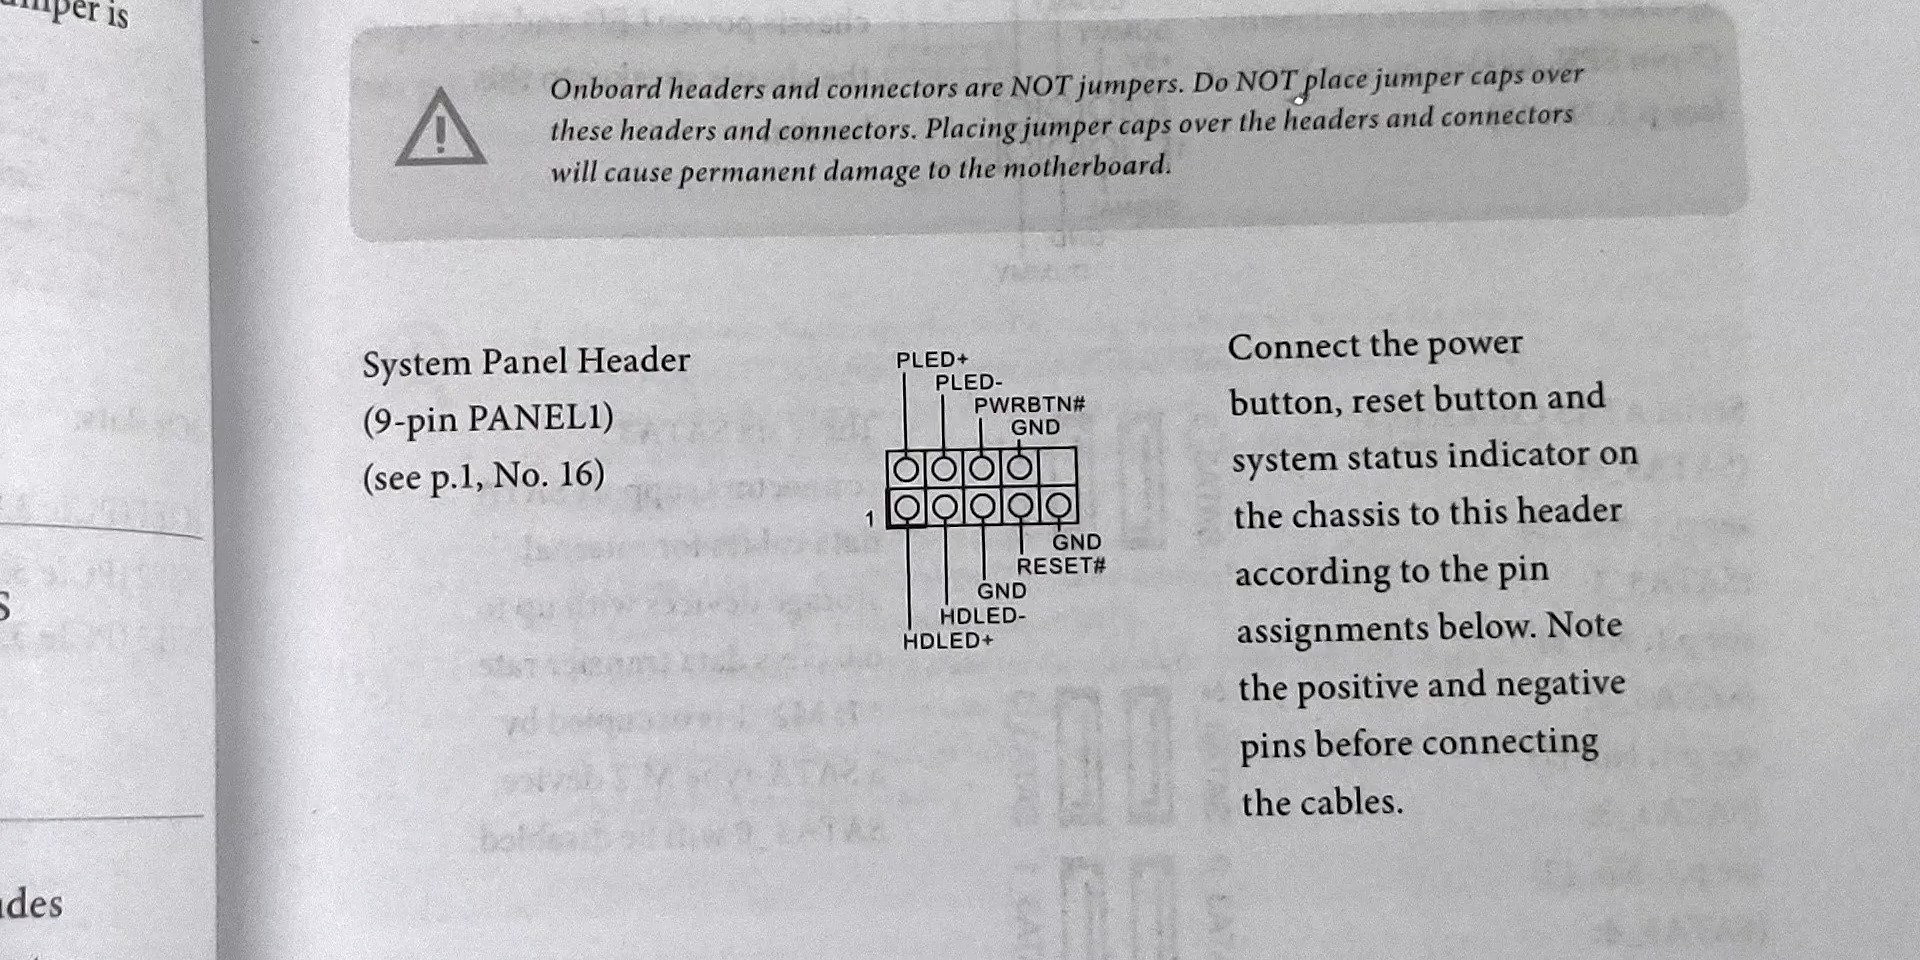 Onboard headers and connectors are NOT jumpers. Do NOT place jumper caps over
these headers and connectors. Placing jumper caps over the headers and connectors
will cause permanent damage to the motherboard.
System Panel Header
(9-pin PANEL1)
(see p.1, No. 16)
PLED+
PLED-
PWRBTN#
GND
1
GND
RESET#
GND
HDLED-
HDLED+
Connect the power
button, reset button and
system status indicator on
the chassis to this header
according to the pin
assignments below. Note
the positive and negative
pins before connecting
the cables.